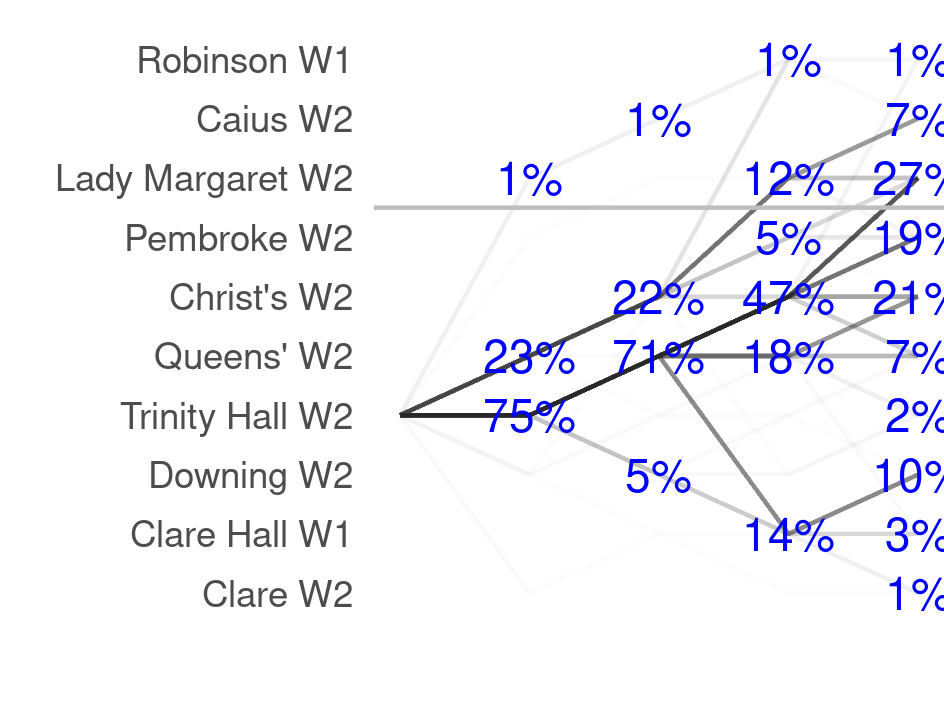 Robinson W1 1% 1%
Caius W2 1% 7%
Lady Margaret W2 1% 12% 27%
Pembroke W2 5% 19%
Christ's W2 22% 47% 21%
Queens' W2 23% 71% 18% 7%
Trinity Hall W2 75% 2%
Downing W2 5% 10%
Clare Hall W1 14% 3%
Clare W2 1%